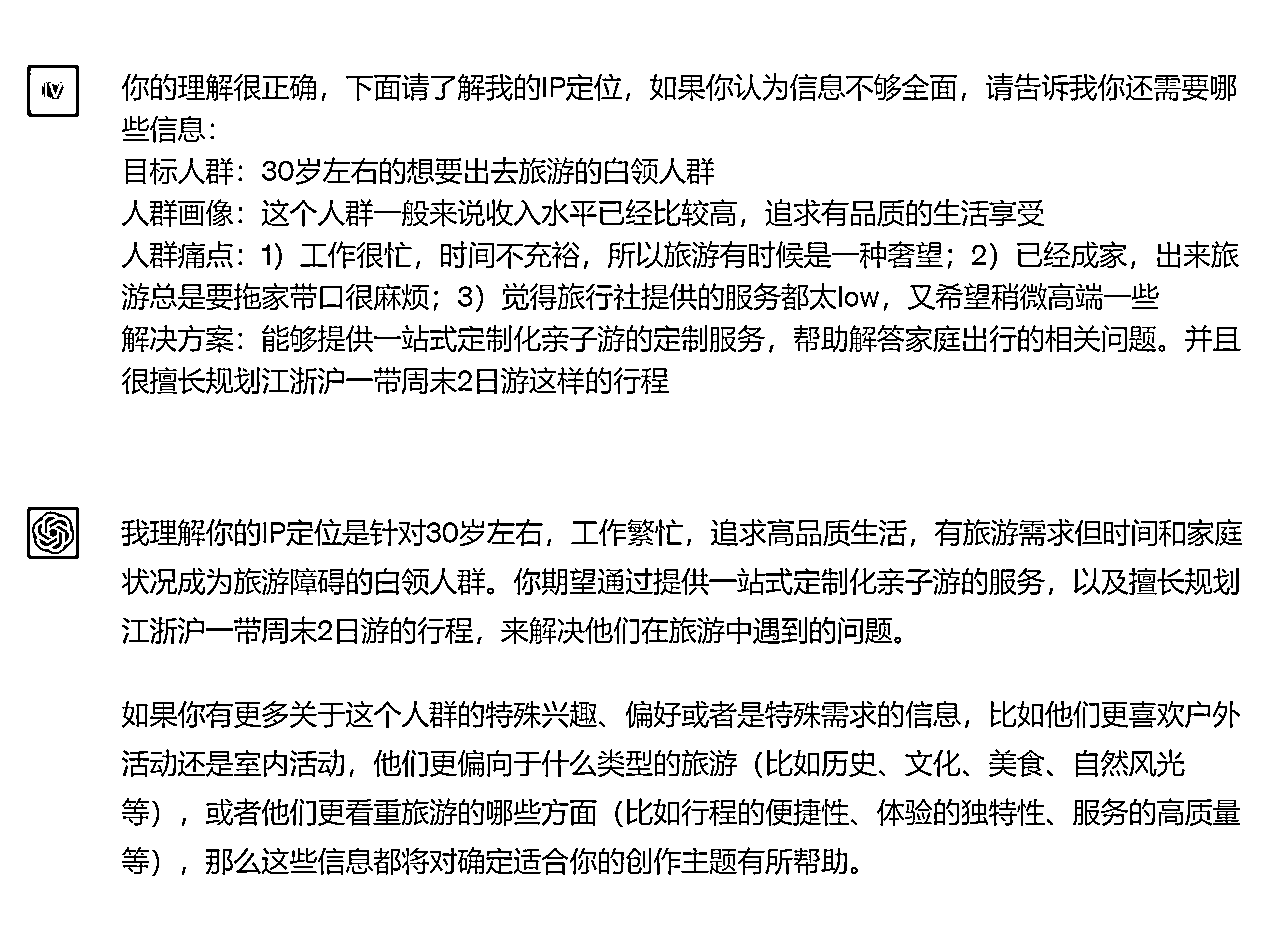 你的理解很正确，下面请了解我的IP定位，如果你认为信息不够全面，请告诉我你还需要哪
些信息：
目标人群：30岁左右的想要出去旅游的白领人群
人群画像：这个人群一般来说收入水平已经比较高，追求有品质的生活享受
人群痛点：1）工作很忙，时间不充裕，所以旅游有时候是一种奢望；2）已经成家，出来旅
游总是要拖家带口很麻烦；3）觉得旅行社提供的服务都太low，又希望稍微高端一些
解决方案：能够提供一站式定制化亲子游的定制服务，帮助解答家庭出行的相关问题。并且
很擅长规划江浙沪一带周末2日游这样的行程
我理解你的IP定位是针对30岁左右，工作繁忙，追求高品质生活，有旅游需求但时间和家庭
状况成为旅游障碍的白领人群。你期望通过提供一站式定制化亲子游的服务，以及擅长规划
江浙沪一带周末2日游的行程，来解决他们在旅游中遇到的问题。
如果你有更多关于这个人群的特殊兴趣、偏好或者是特殊需求的信息，比如他们更喜欢户外
活动还是室内活动，他们更偏向于什么类型的旅游（比如历史、文化、美食、自然风光
等），或者他们更看重旅游的哪些方面（比如行程的便捷性、体验的独特性、服务的高质量
等），那么这些信息都将对确定适合你的创作主题有所帮助。